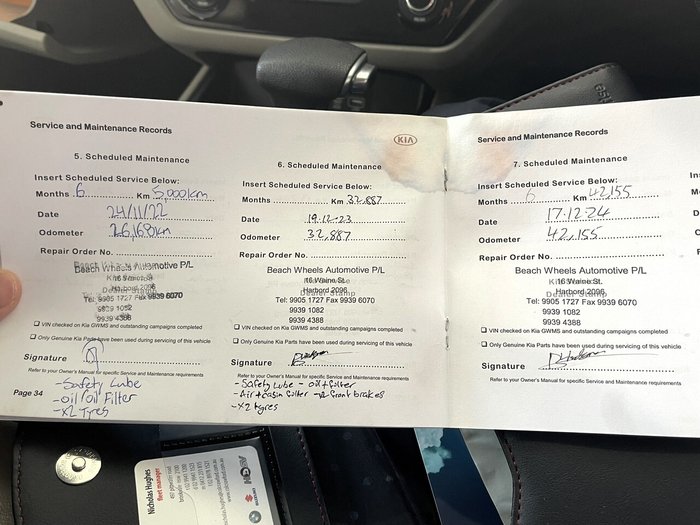 Service and Maintenance Records
KIA
5. Scheduled Maintenance
Insert Scheduled Service Below:
Months 6 Km 5000km
Date 24/11/22
Odometer 26,168km
Repair Order No.
Beach Wheels Automotive P/L
16 Waine St.
Harbord 2096
Tel: 9905 1727 Fax 9939 6070
9939 1082
9939 4388
VIN checked on Kia GWMS and outstanding campaigns completed
Only Genuine Kia Parts have been used during servicing of this vehicle
Signature
Refer to your Owner's Manual for specific Service and Maintenance requirements
- Safety Lube
- oil/oil Filter
- x2 Tyres
Page 34
6. Scheduled Maintenance
Insert Scheduled Service Below:
Months Km 32,887
Date 19.12.23
Odometer 32,887
Repair Order No.
Beach Wheels Automotive P/L
16 Waine St.
Harbord 2096
Tel: 9905 1727 Fax 9939 6070
9939 1082
9939 4388
VIN checked on Kia GWMS and outstanding campaigns completed
Only Genuine Kia Parts have been used during servicing of this vehicle
Signature
Refer to your Owner's Manual for specific Service and Maintenance requirements
- Safety Lube - oil + filter
- Air + cabin filter - front brakes
- x2 tyres
Service and Maintenance Records
7. Scheduled Maintenance
Insert Scheduled Service Below:
Months 6 Km 42,155
Date 17.12.24
Odometer 42,155
Repair Order No.
Beach Wheels Automotive P/L
16 Waine St.
Harbord 2096
Dealer Stamp
Tel: 9905 1727 Fax 9939 6070
9939 1082
9939 4388
VIN checked on Kia GWMS and outstanding campaigns completed
Only Genuine Kia Parts have been used during servicing of this vehicle
Signature
Refer to your Owner's Manual for specific Service and Maintenance requirements
Nicholas Hughes
fleet manager